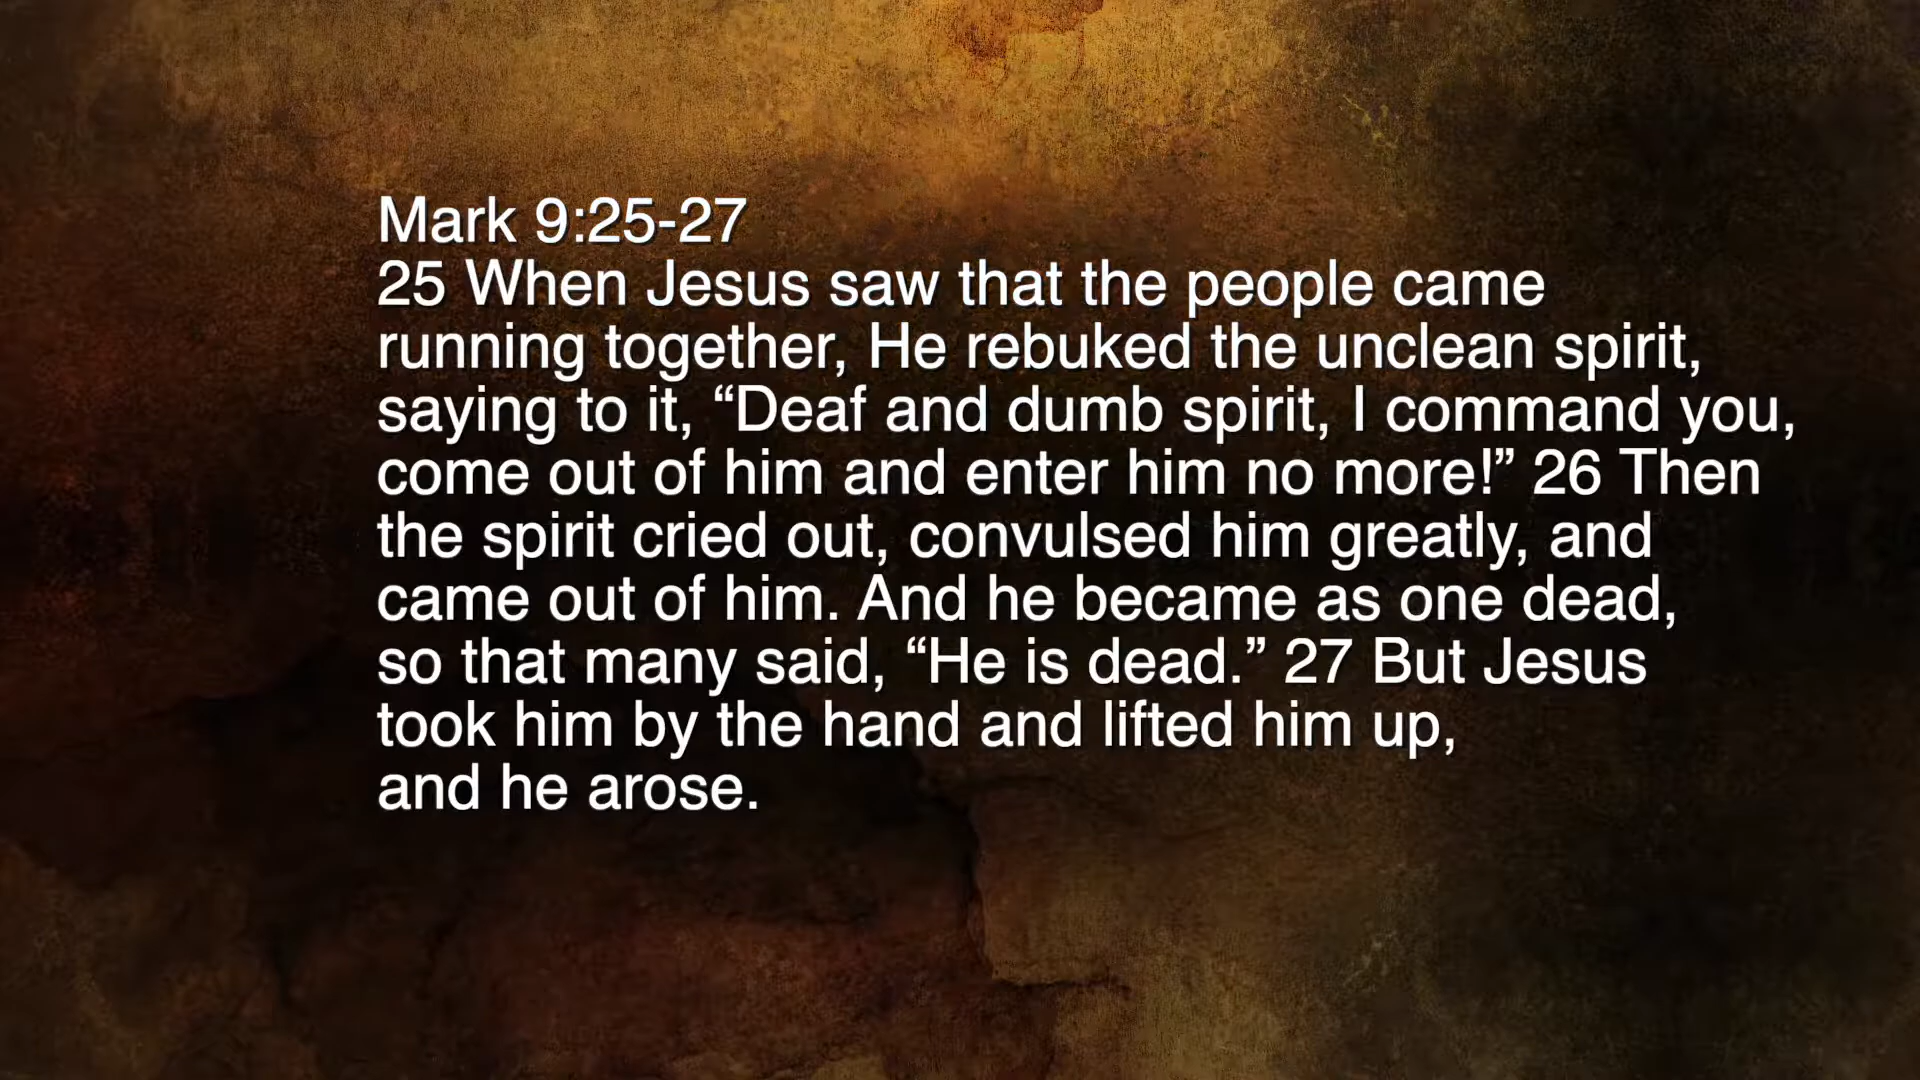 Mark 9:25-27
25 When Jesus saw that the people came
running together, He rebuked the unclean spirit,
saying to it, “Deaf and dumb spirit, I command you,
come out of him and enter him no more!” 26 Then
the spirit cried out, convulsed him greatly, and
came out of him. And he became as one dead,
so that many said, “He is dead.” 27 But Jesus
took him by the hand and lifted him up,
and he arose.